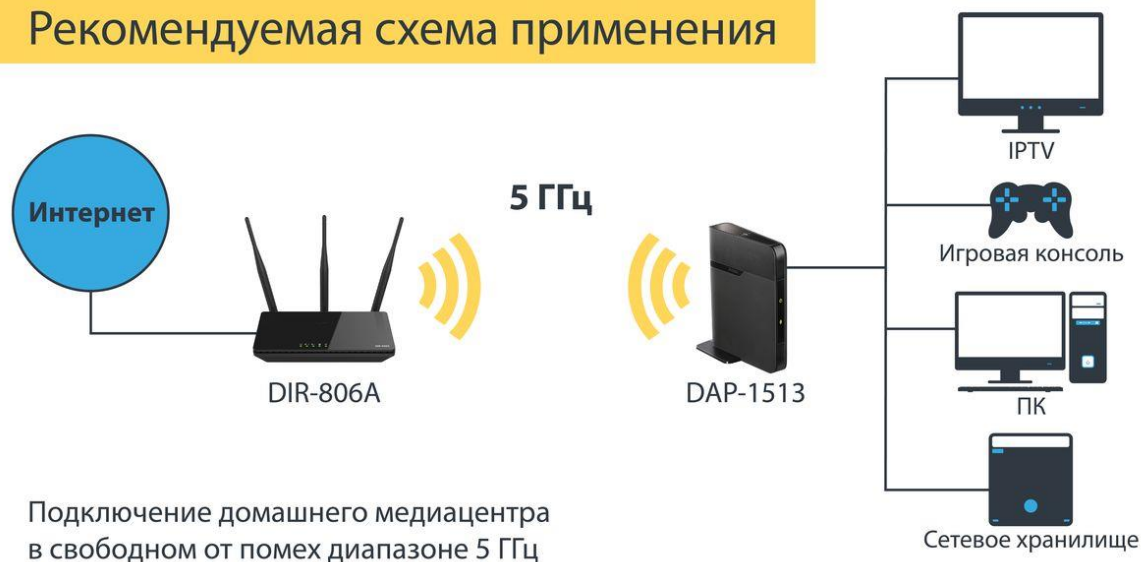 Рекомендуемая схема применения
Интернет
5 ГГц
DIR-806A
DAP-1513
IPTV
Игровая консоль
ПК
Сетевое хранилище
Подключение домашнего медиацентра
в свободном от помех диапазоне 5 ГГц